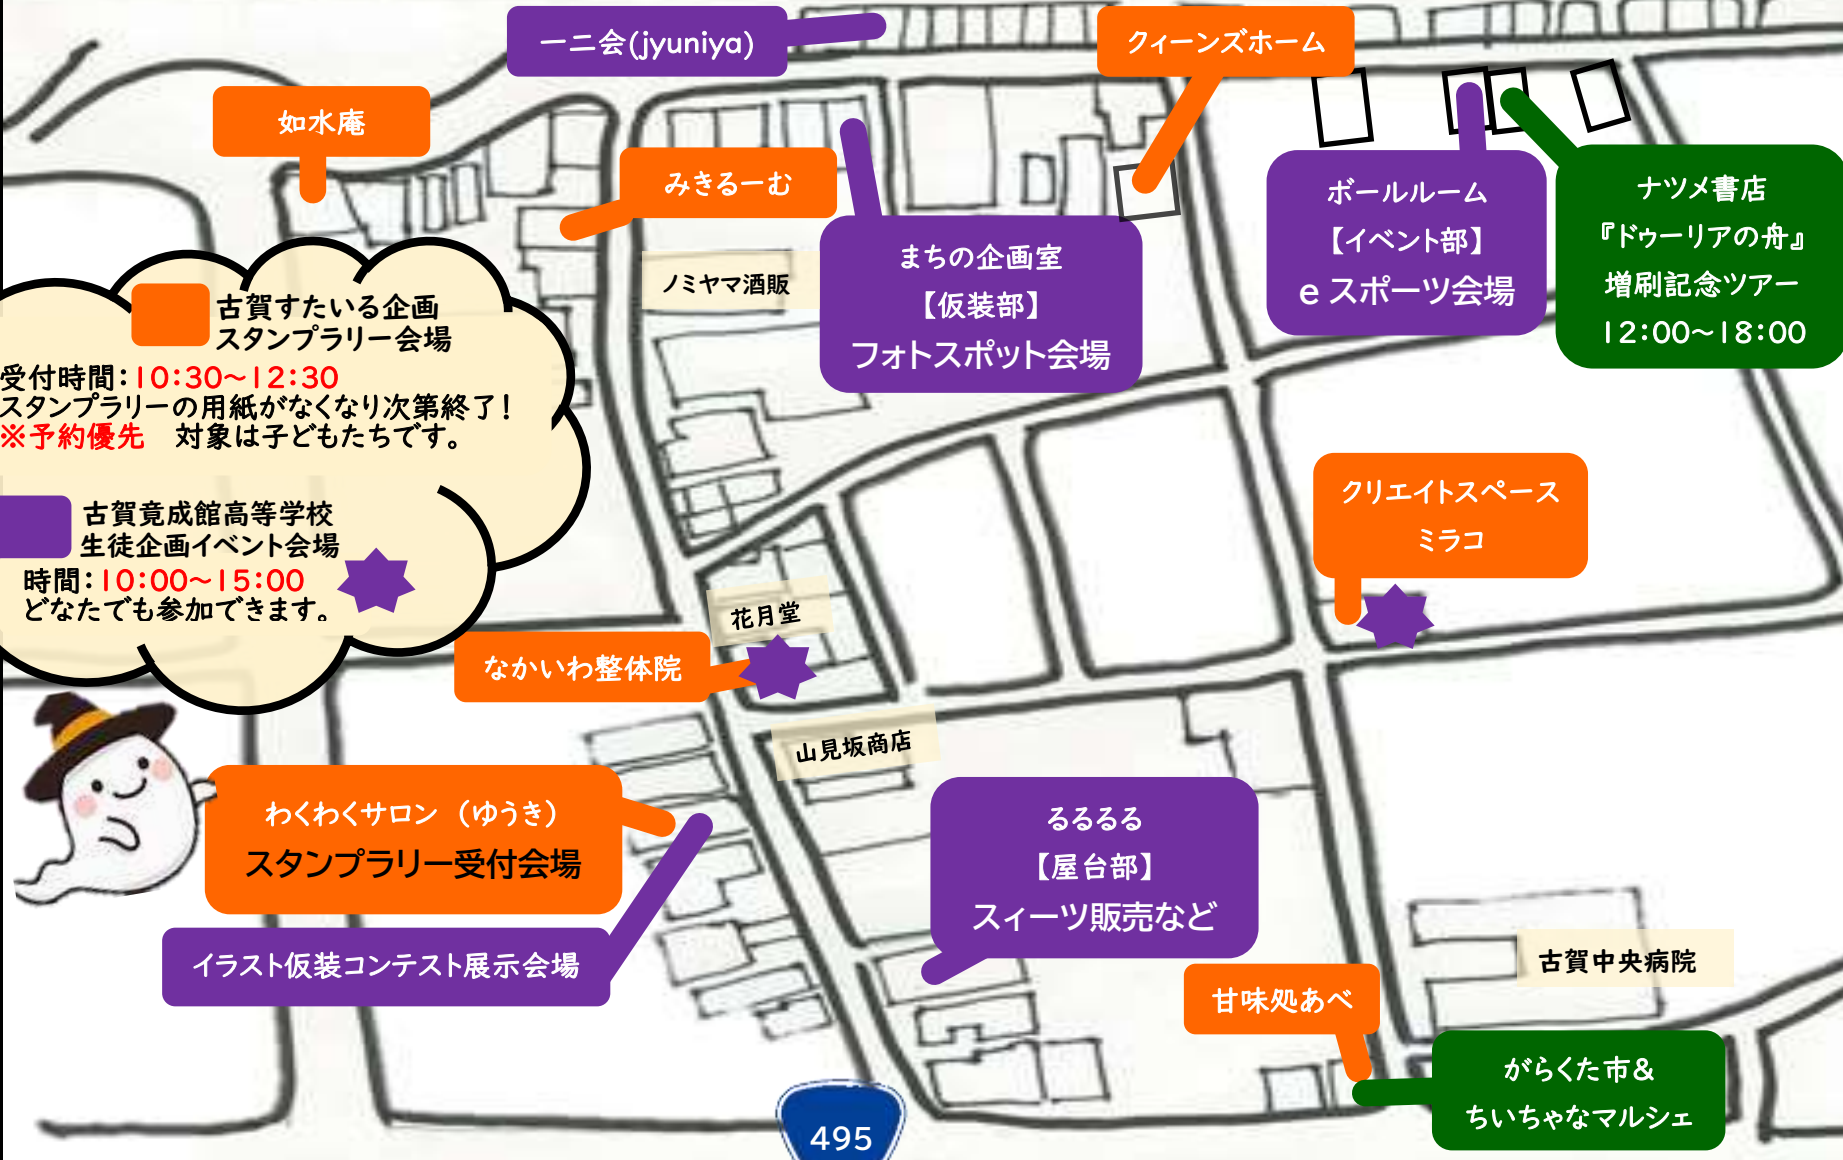 一二会(jyuniya)
クィーンズホーム
如水庵
みきるーむ
ノミヤマ酒販
まちの企画室
【仮装部】
フォトスポット会場
ボールルーム
【イベント部】
e スポーツ会場
ナツメ書店
『ドゥーリアの舟』
増刷記念ツアー
12:00～18:00
古賀すたいる企画
スタンプラリー会場
受付時間：10:30～12:30
スタンプラリーの用紙がなくなり次第終了！
※予約優先　対象は子どもたちです。
古賀竟成館高等学校
生徒企画イベント会場
時間：10:00～15:00
どなたでも参加できます。
クリエイトスペース
ミラコ
花月堂
なかいわ整体院
山見坂商店
わくわくサロン （ゆうき）
スタンプラリー受付会場
るるるる
【屋台部】
スィーツ販売など
イラスト仮装コンテスト展示会場
古賀中央病院
甘味処あべ
がらくた市&
ちいちゃなマルシェ
495